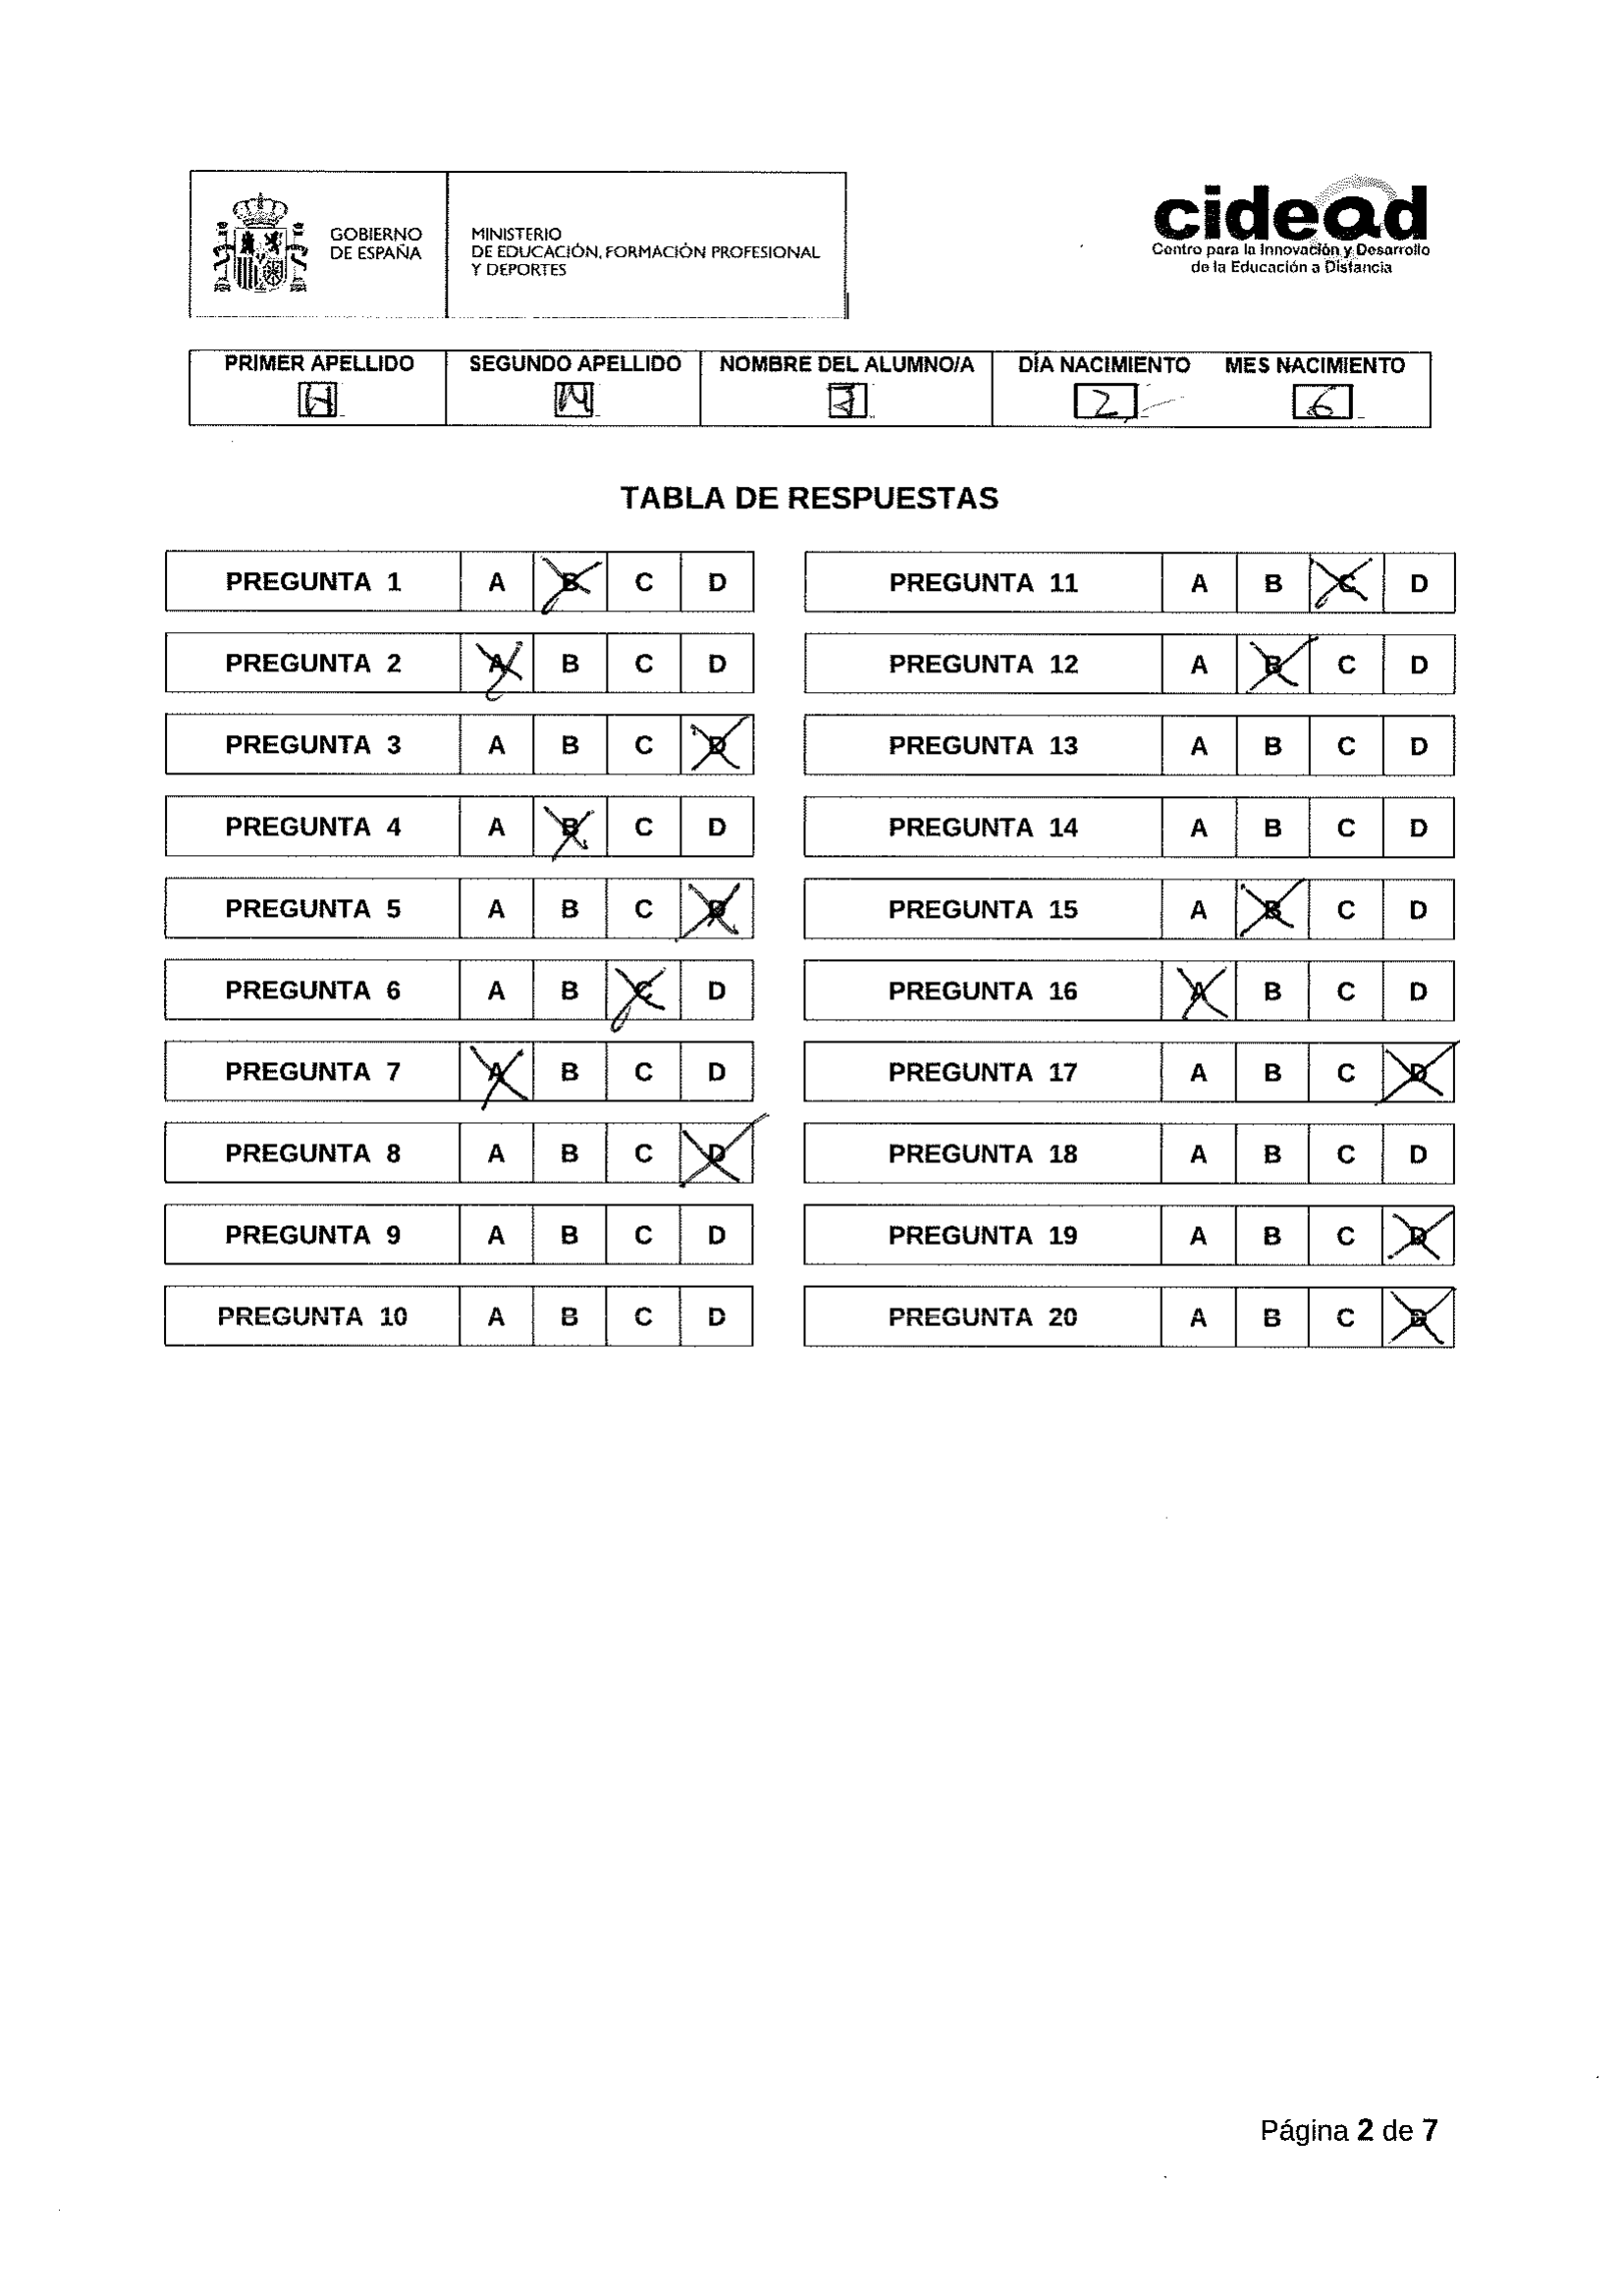 GOBIERNO
DE ESPAÑA
MINISTERIO
DE EDUCACIÓN, FORMACIÓN PROFESIONAL
Y DEPORTES
cidead
Centro para la Innovación y Desarrollo
de la Educación a Distancia
PRIMER APELLIDO SEGUNDO APELLIDO NOMBRE DEL ALUMNO/A DÍA NACIMIENTO MES NACIMIENTO
H M 2 6
TABLA DE RESPUESTAS
PREGUNTA 1 A B C D
PREGUNTA 2 A B C D
PREGUNTA 3 A B C D
PREGUNTA 4 A B C D
PREGUNTA 5 A B C D
PREGUNTA 6 A B C D
PREGUNTA 7 A B C D
PREGUNTA 8 A B C D
PREGUNTA 9 A B C D
PREGUNTA 10 A B C D
PREGUNTA 11 A B C D
PREGUNTA 12 A B C D
PREGUNTA 13 A B C D
PREGUNTA 14 A B C D
PREGUNTA 15 A B C D
PREGUNTA 16 A B C D
PREGUNTA 17 A B C D
PREGUNTA 18 A B C D
PREGUNTA 19 A B C D
PREGUNTA 20 A B C D
Página 2 de 7